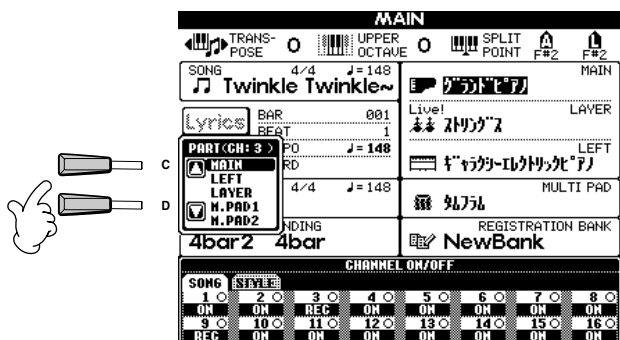 MAIN
TRANS-
POSE 0 UPPER
OCTAVE 0 SPLIT
POINT F#2 L F#2
SONG 4/4 ♩=148
Twinkle Twinkle~
MAIN
グランドピアノ
Lyrics BAR 001
BEAT 1
Live! LAYER
ストリングス
PO ♩=148
RD
LEFT
ギャラクシーエレクトリックピアノ
C
D
PART(CH: 3 )
MAIN
LEFT
LAYER
M.PAD1
M.PAD2
4/4 ♩=148
MULTI PAD
タムフラム
NDING
4bar2 4bar
REGISTRATION BANK
NewBank
CHANNEL ON/OFF
SONG STYLE
1 2 3 4 5 6 7 8
ON ON REC ON ON ON ON ON
9 10 11 12 13 14 15 16
REC ON ON ON ON ON ON ON